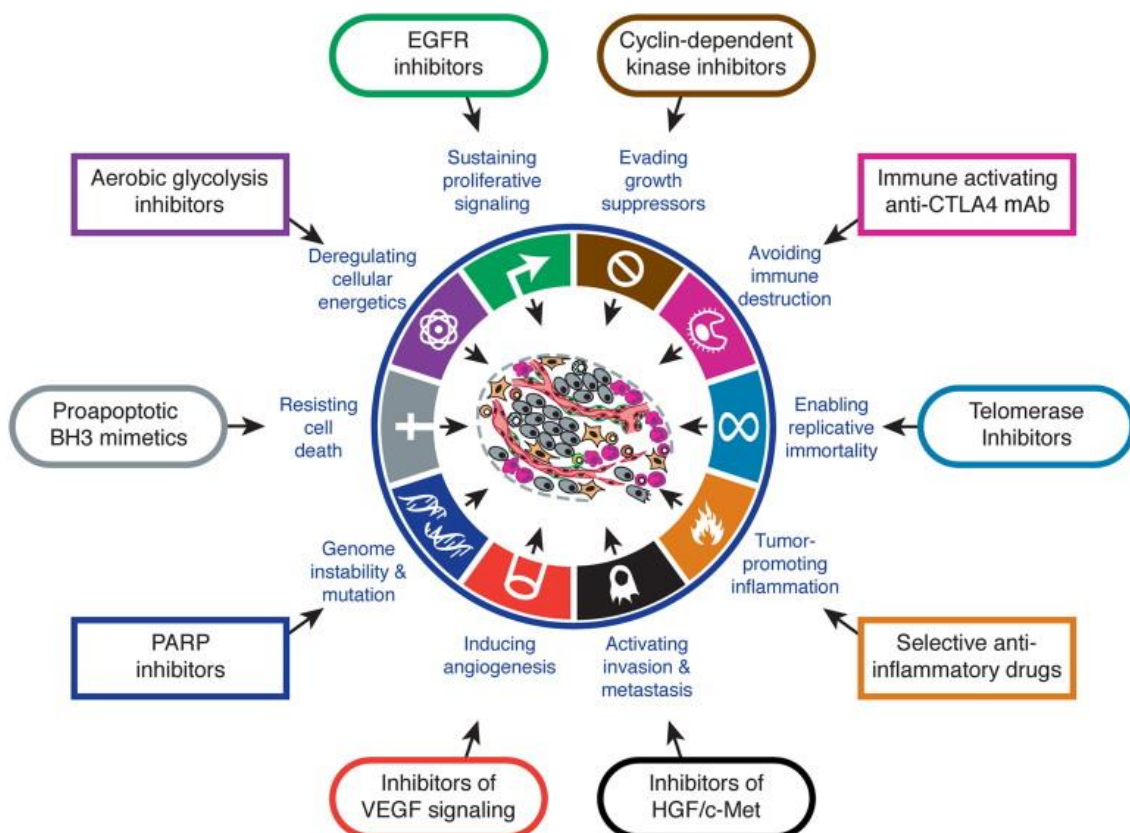 EGFR
inhibitors
Cyclin-dependent
kinase inhibitors
Aerobic glycolysis
inhibitors
Sustaining
proliferative
signaling
Evading
growth
suppressors
Immune activating
anti-CTLA4 mAb
Deregulating
cellular
energetics
Avoiding
immune
destruction
Proapoptotic
BH3 mimetics
Resisting
cell
death
Enabling
replicative
immortality
Telomerase
Inhibitors
Genome
instability &
mutation
Tumor-
promoting
inflammation
PARP
inhibitors
Inducing
angiogenesis
Activating
invasion &
metastasis
Selective anti-
inflammatory drugs
Inhibitors of
VEGF signaling
Inhibitors of
HGF/c-Met